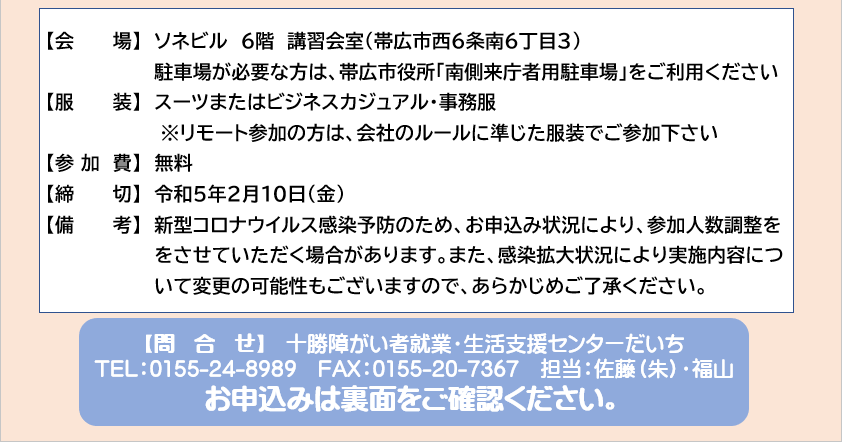 【会　　場】 ソネビル　6階　講習会室（帯広市西6条南6丁目3）
駐車場が必要な方は、帯広市役所「南側来庁者用駐車場」をご利用ください
【服　　装】 スーツまたはビジネスカジュアル・事務服
※リモート参加の方は、会社のルールに準じた服装でご参加下さい
【参 加 費】 無料
【締　　切】 令和5年2月10日（金）
【備　　考】 新型コロナウイルス感染予防のため、お申込み状況により、参加人数調整を
をさせていただく場合があります。また、感染拡大状況により実施内容につ
いて変更の可能性もございますので、あらかじめご了承ください。
【問　合　せ】　十勝障がい者就業・生活支援センターだいち
TEL：0155-24-8989　FAX：0155-20-7367　担当：佐藤（朱）・福山
お申込みは裏面をご確認ください。